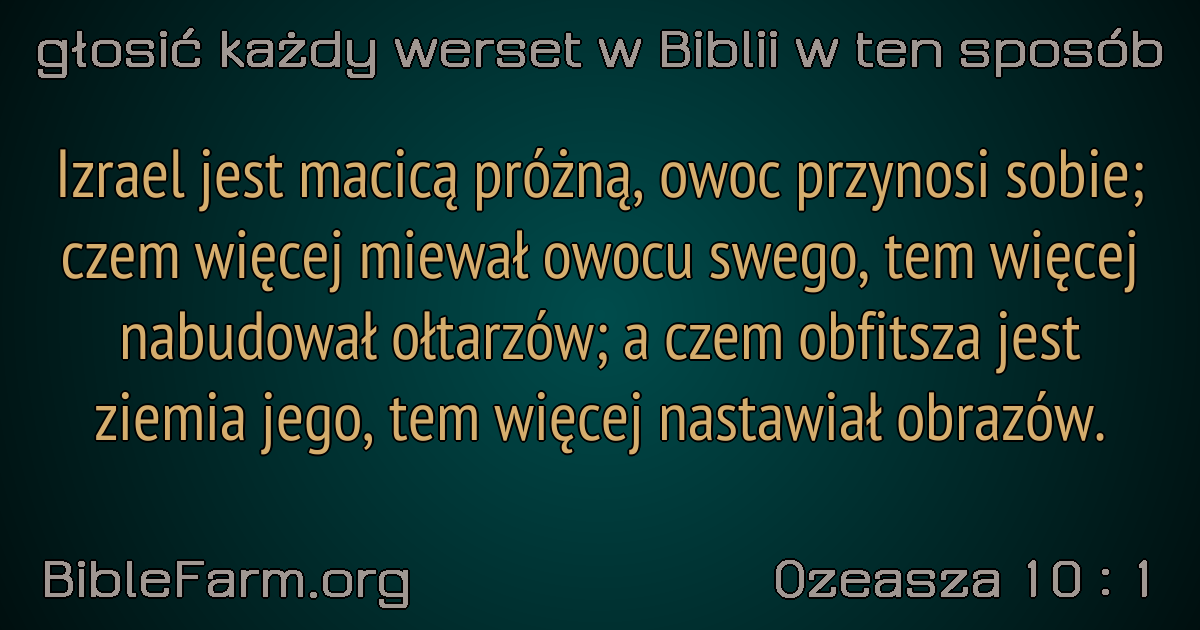 głosić każdy werset w Biblii w ten sposób
Izrael jest macicą próżną, owoc przynosi sobie;
czem więcej miewał owocu swego, tem więcej
nabudował ołtarzów; a czem obfitsza jest
ziemia jego, tem więcej nastawiał obrazów.
BibleFarm.org
Ozeasza 10 : 1